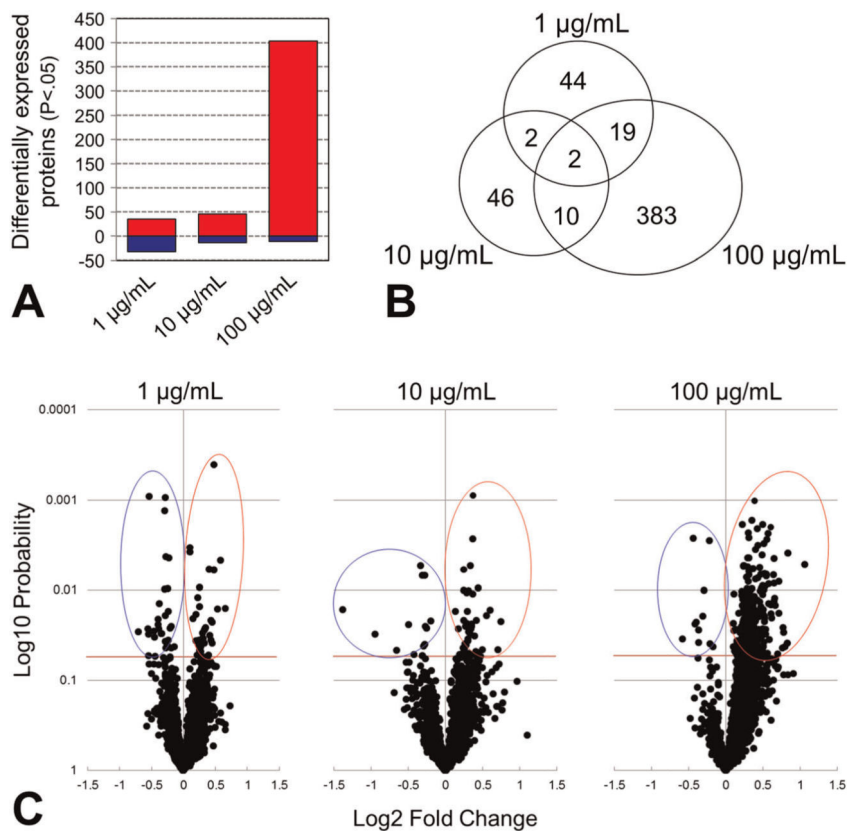 450
400
350
300
250
200
150
100
50
0
-50
Differentially expressed
proteins (P<.05)
1 µg/mL
10 µg/mL
100 µg/mL
A
1 µg/mL
44
2
19
2
46
10
383
10 µg/mL
100 µg/mL
B
1 µg/mL
10 µg/mL
100 µg/mL
0.0001
0.001
0.01
0.1
1
Log10 Probability
-1.5 -1 -0.5 0 0.5 1 1.5
-1.5 -1 -0.5 0 0.5 1 1.5
-1.5 -1 -0.5 0 0.5 1 1.5
C
Log2 Fold Change